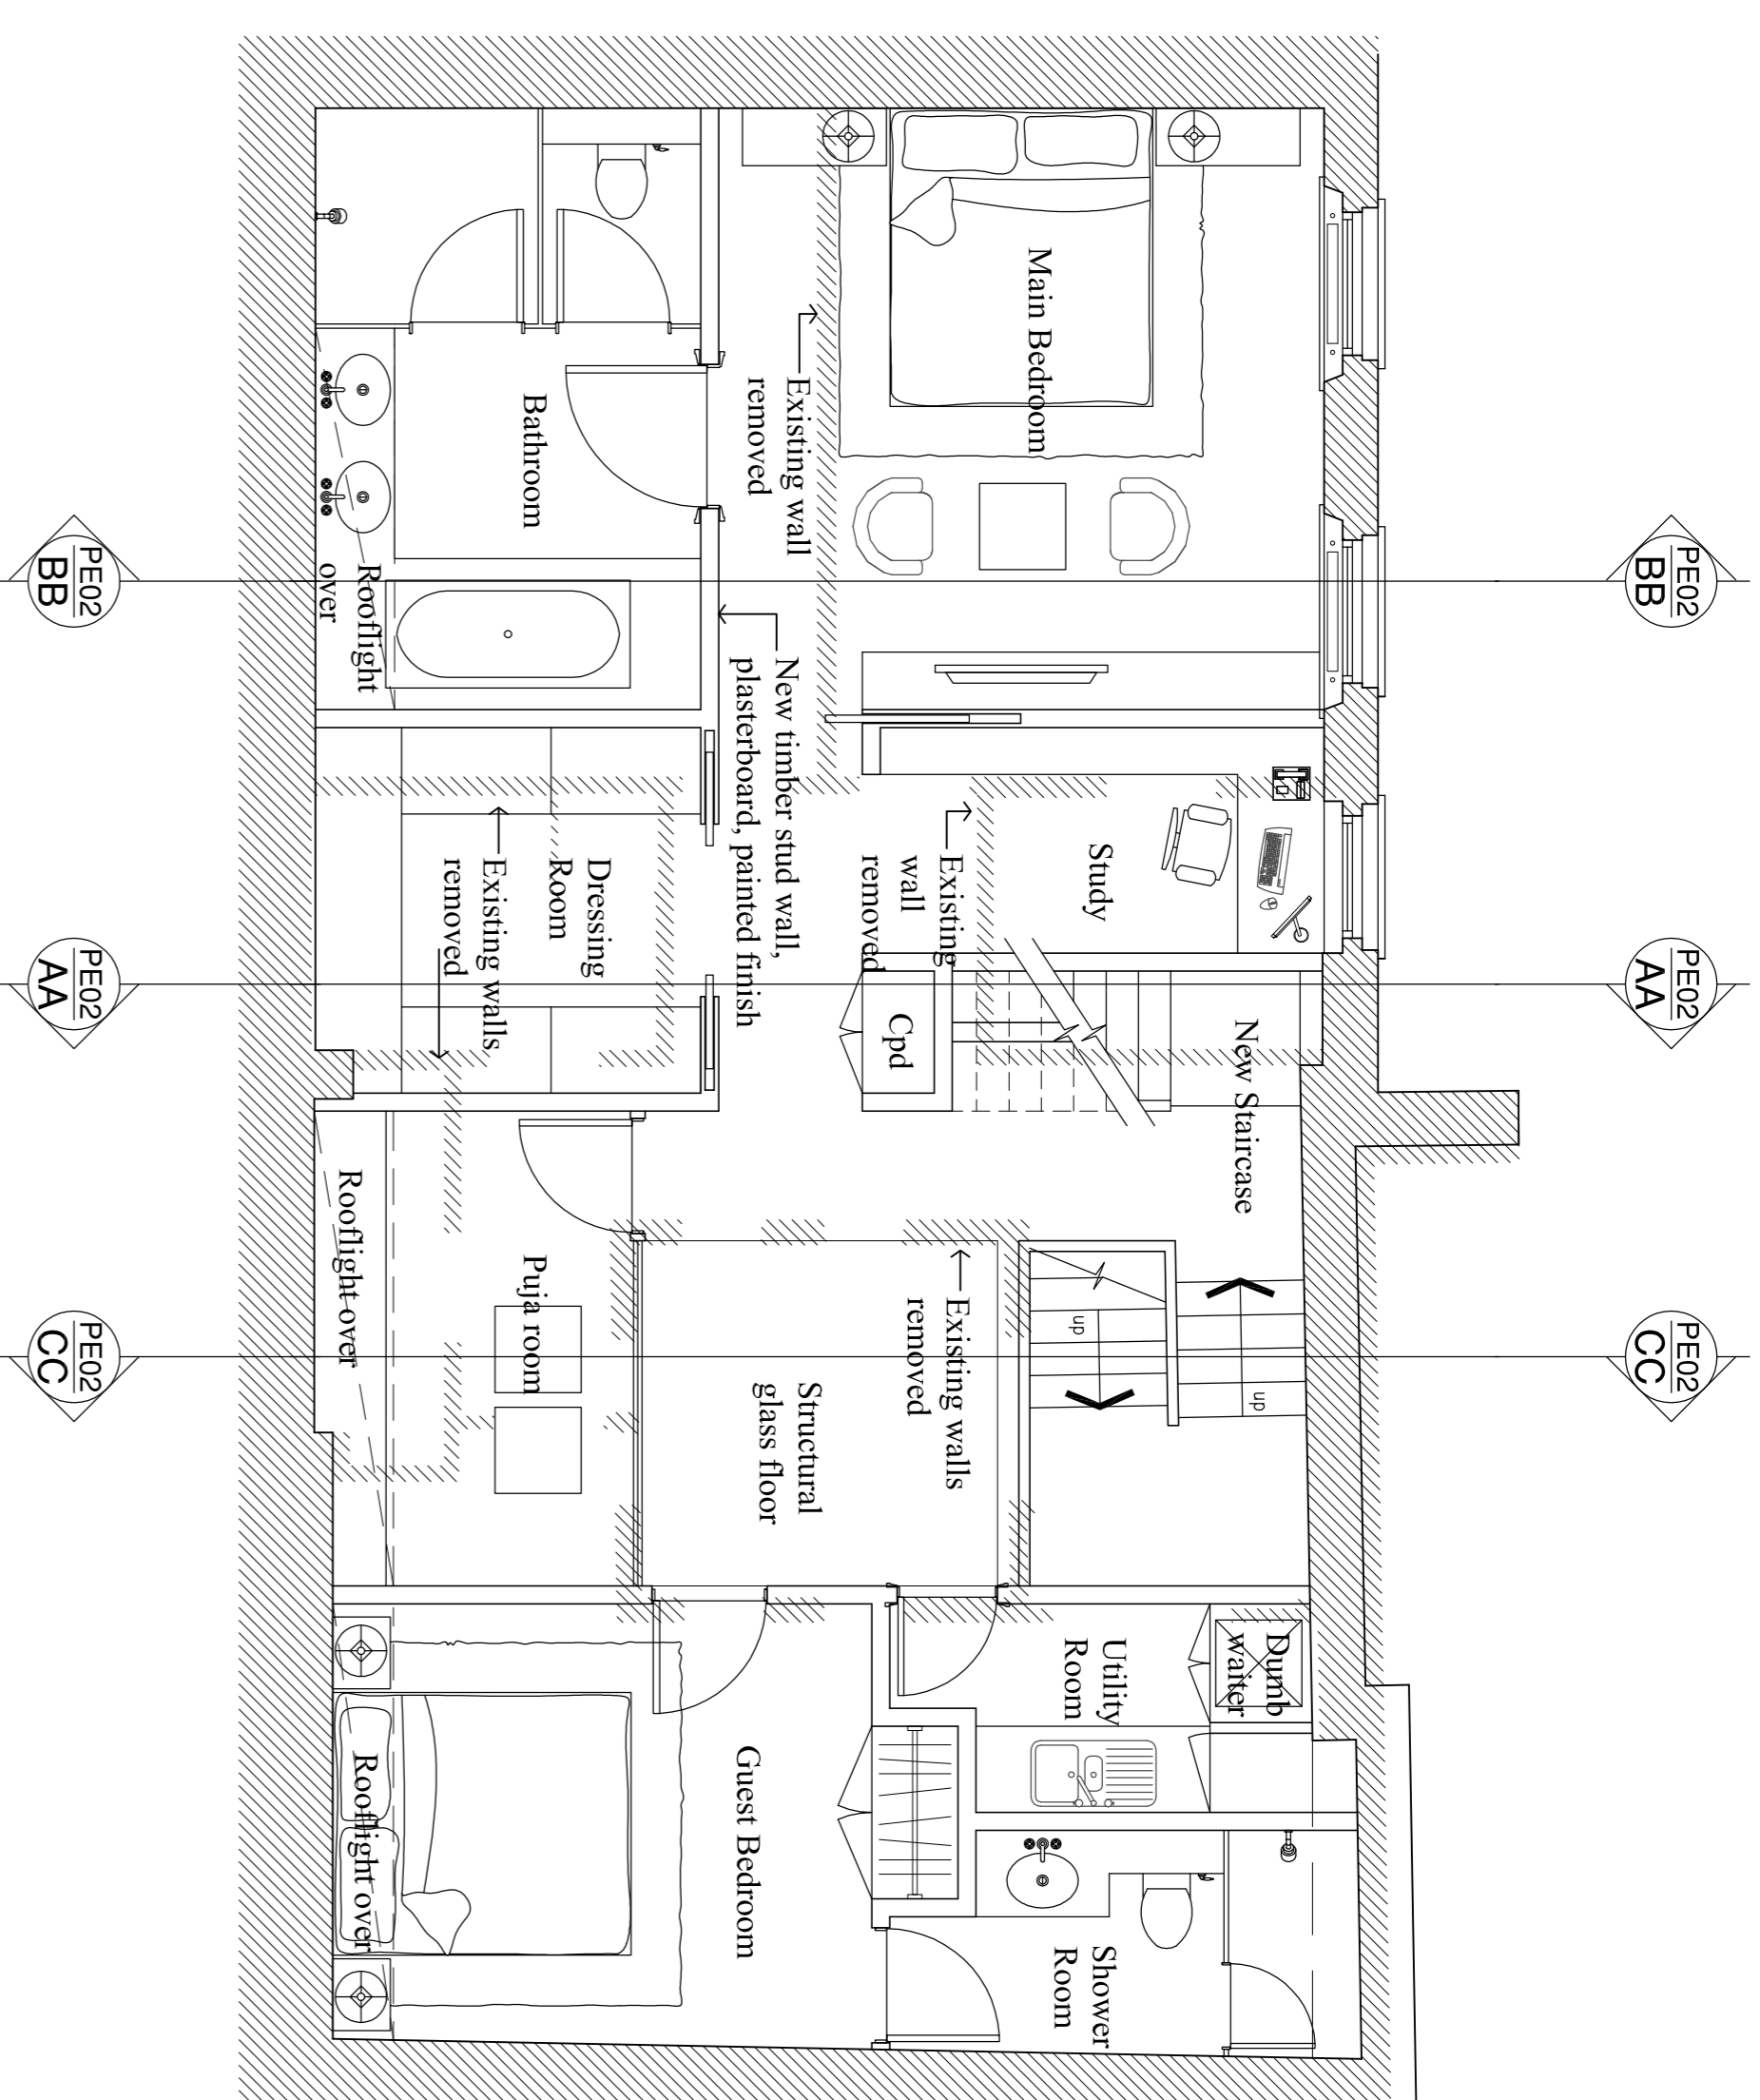 PE02
BB
PE02
AA
PE02
CC
Main Bedroom
Existing wall
removed
Bathroom
Rooflight
over
New timber stud wall,
plasterboard, painted finish
Study
Existing
wall
removed
Dressing
Room
Existing walls
removed
Cpd
New Staircase
up
up
Existing walls
removed
Structural
glass floor
Puja room
Rooflight over
Dumb
waiter
Utility
Room
Guest Bedroom
Rooflight over
Shower
Room
PE02
BB
PE02
AA
PE02
CC